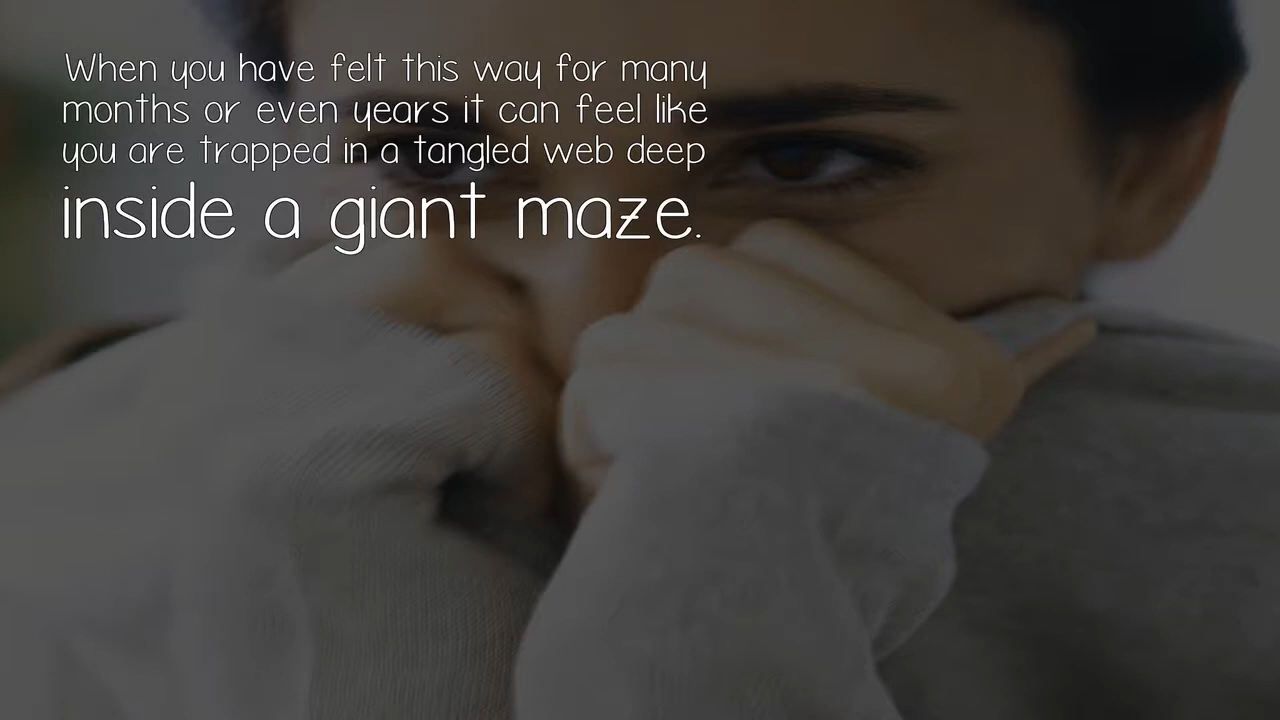 When you have felt this way for many
months or even years it can feel like
you are trapped in a tangled web deep
inside a giant maze.